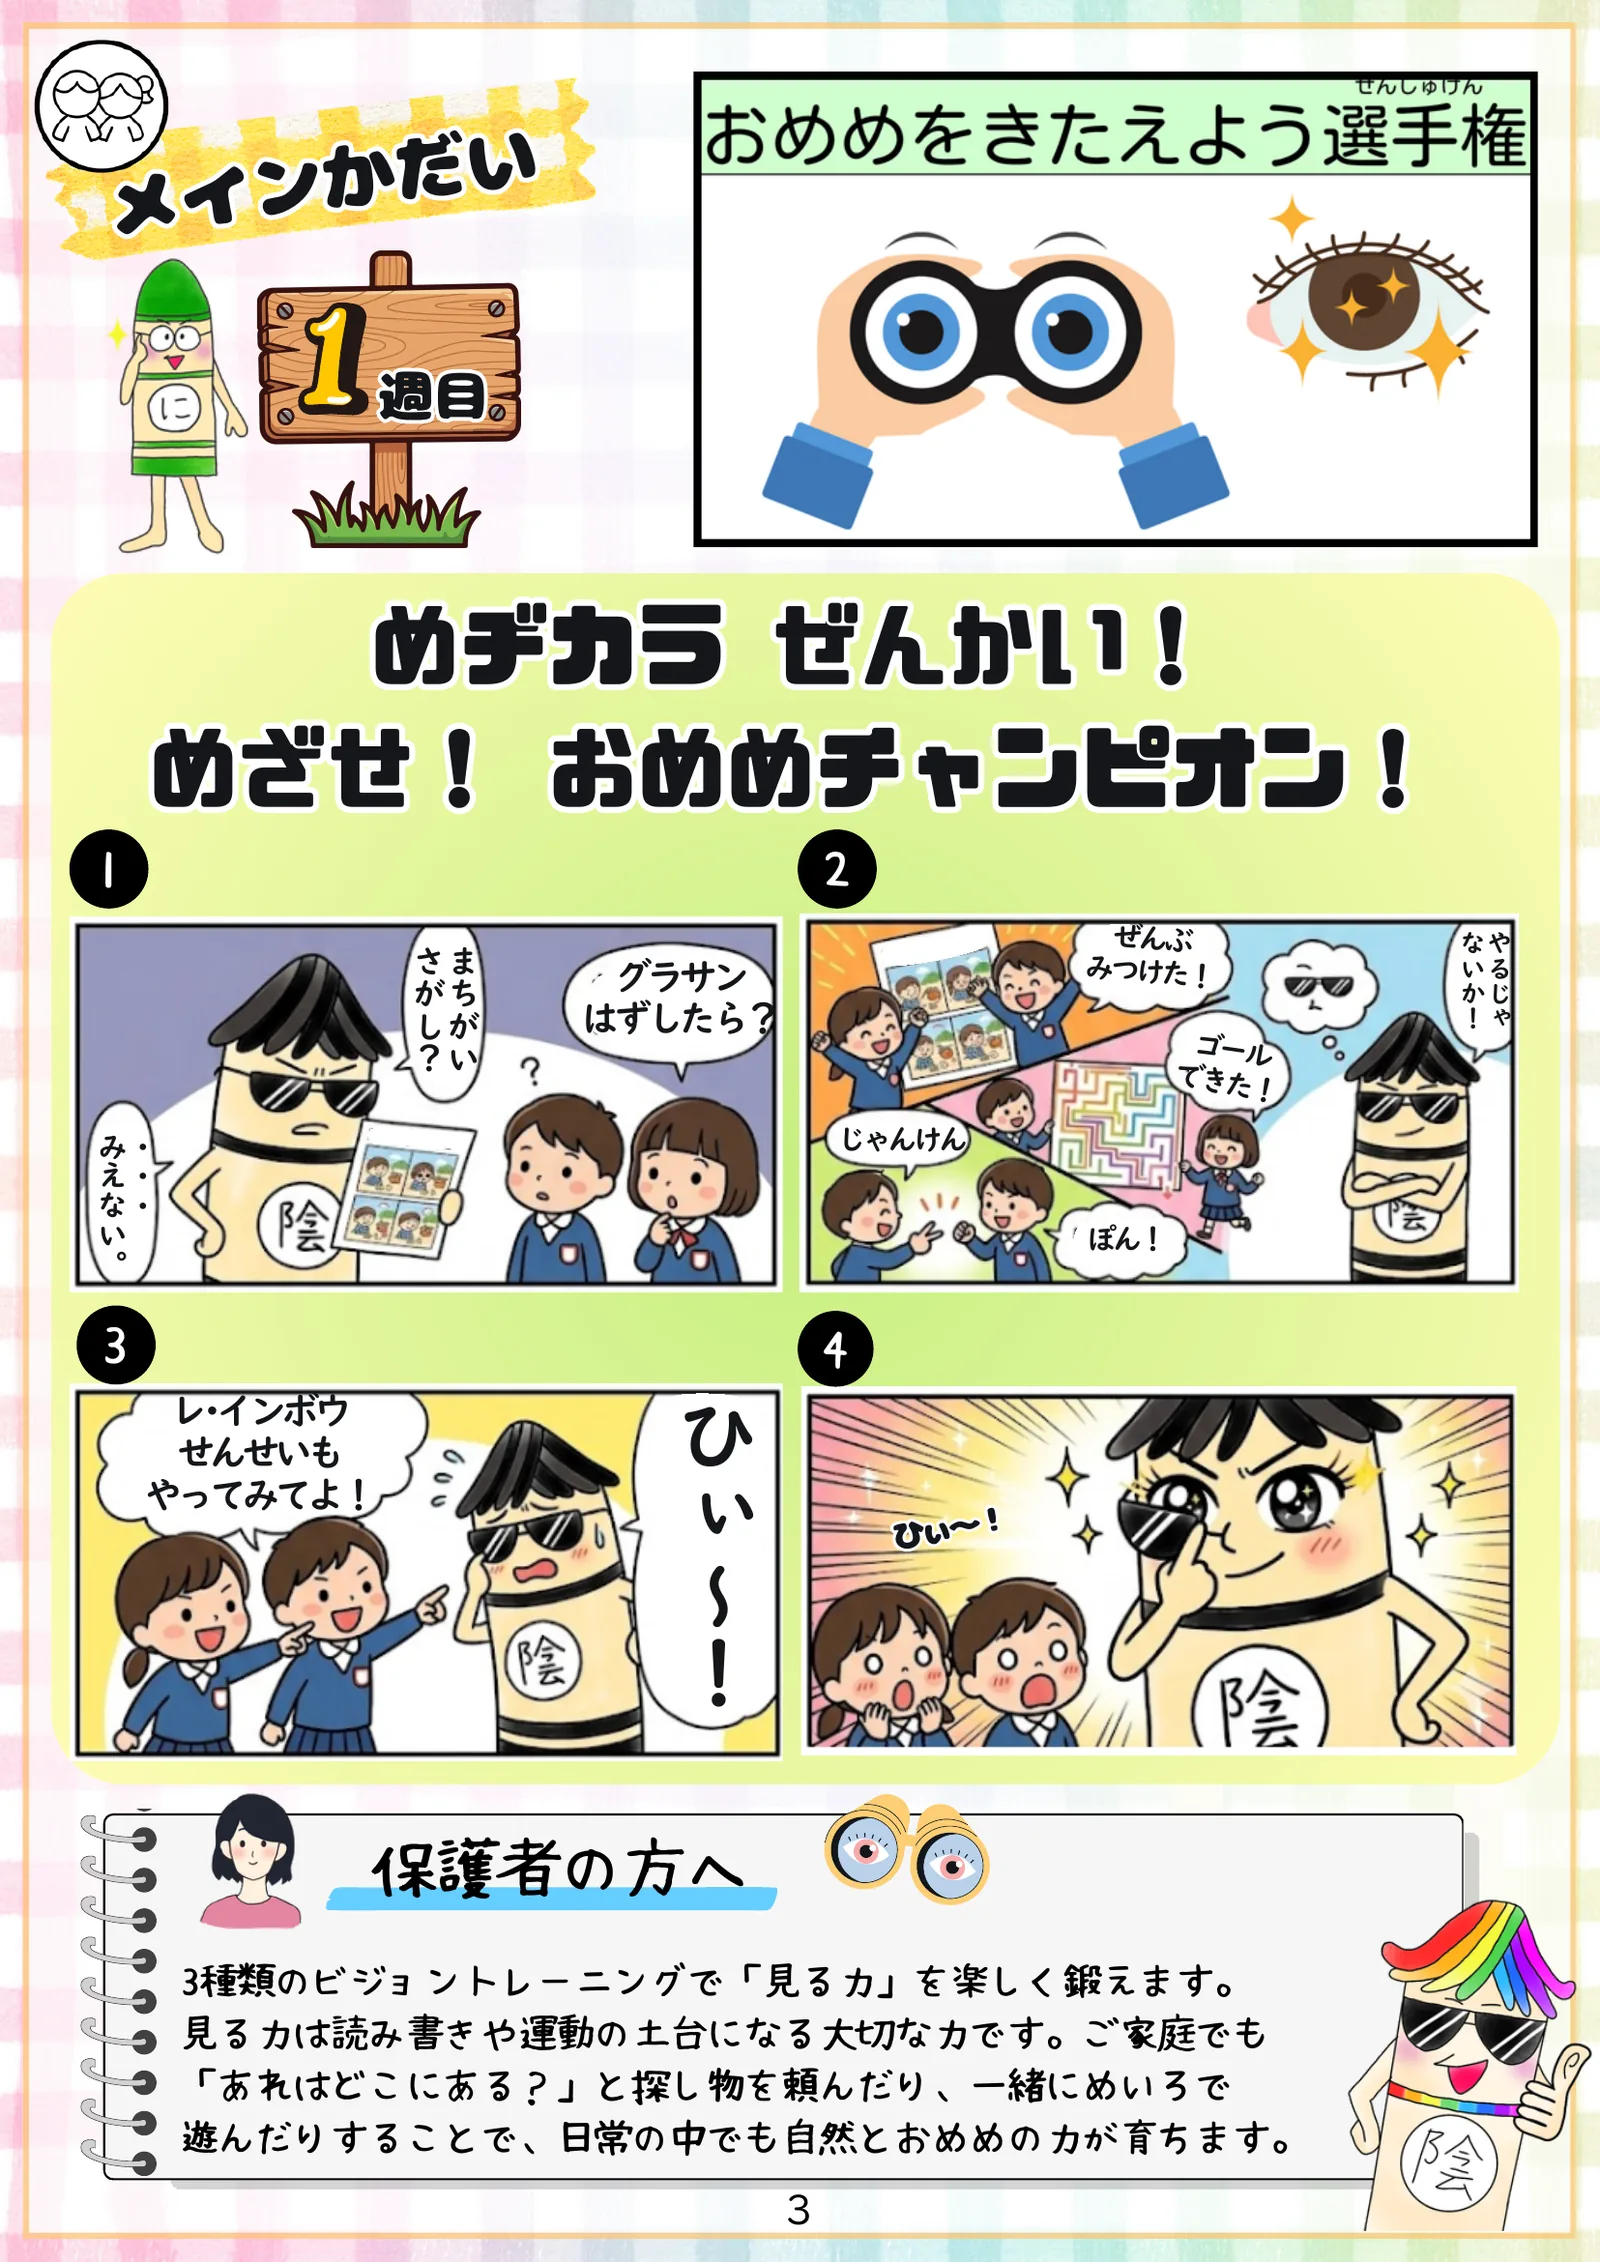 メインかだい
に
1週目
せんしゅけん
おめめをきたえよう選手権
めヂカラ ぜんかい！
めざせ！ おめめチャンピオン！
1
まちがい
さがし？
グラサン
はずしたら？
?
・・・
みえない。
陰
2
ぜんぶ
みつけた！
やるじゃ
ないか！
ゴール
できた！
じゃんけん
ぽん！
陰
3
レ・インボウ
せんせいも
やってみてよ！
ひぃ～！
陰
4
ひぃ～！
陰
保護者の方へ
3種類のビジョントレーニングで「見る力」を楽しく鍛えます。
見る力は読み書きや運動の土台になる大切な力です。ご家庭でも
「あれはどこにある？」と探し物を頼んだり、一緒にめいろで
遊んだりすることで、日常の中でも自然とおめめの力が育ちます。
陰
3